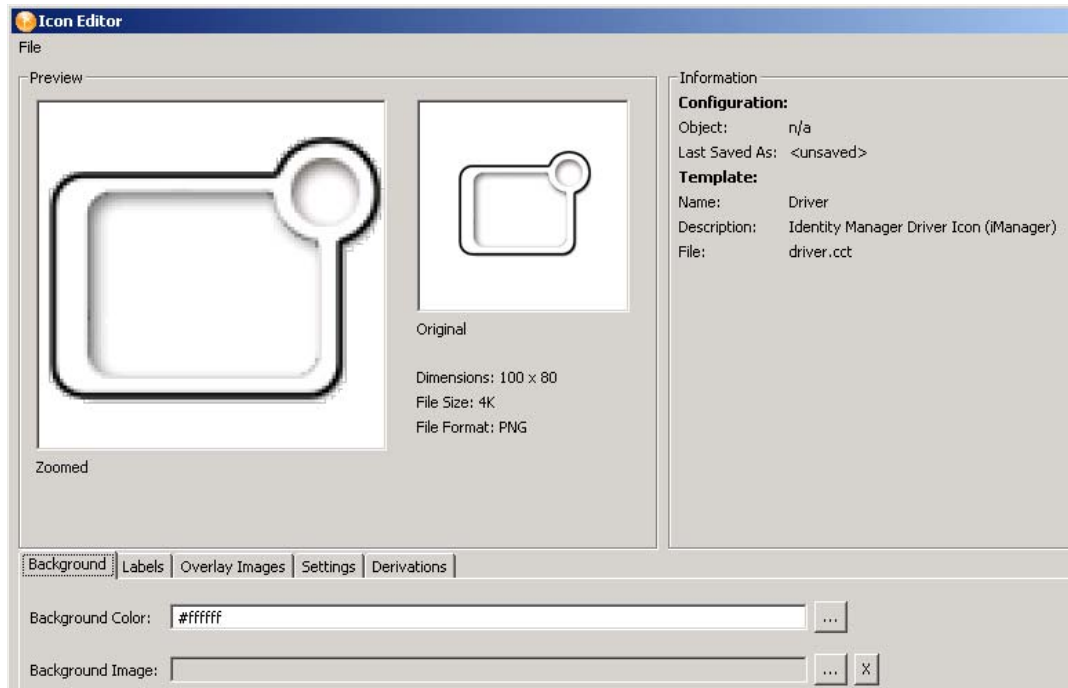 Icon Editor
File
Preview
Zoomed
Original
Dimensions: 100 x 80
File Size: 4K
File Format: PNG
Information
Configuration:
Object: n/a
Last Saved As: <unsaved>
Template:
Name: Driver
Description: Identity Manager Driver Icon (iManager)
File: driver.cct
Background Labels Overlay Images Settings Derivations
Background Color: #ffffff ...
Background Image: ... X